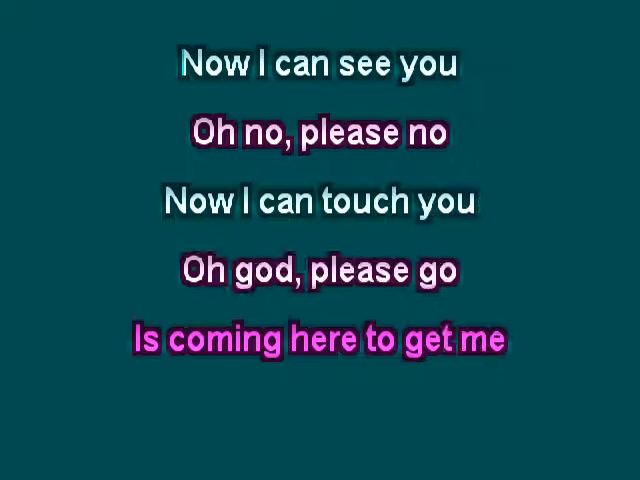 Now I can see you
Oh no, please no
Now I can touch you
Oh god, please go
Is coming here to get me